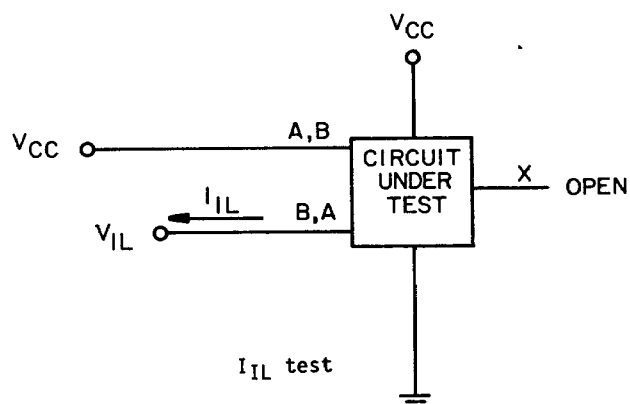 VCC
VCC
A,B
CIRCUIT
UNDER
TEST
X
OPEN
IIL
B,A
VIL
IIL test